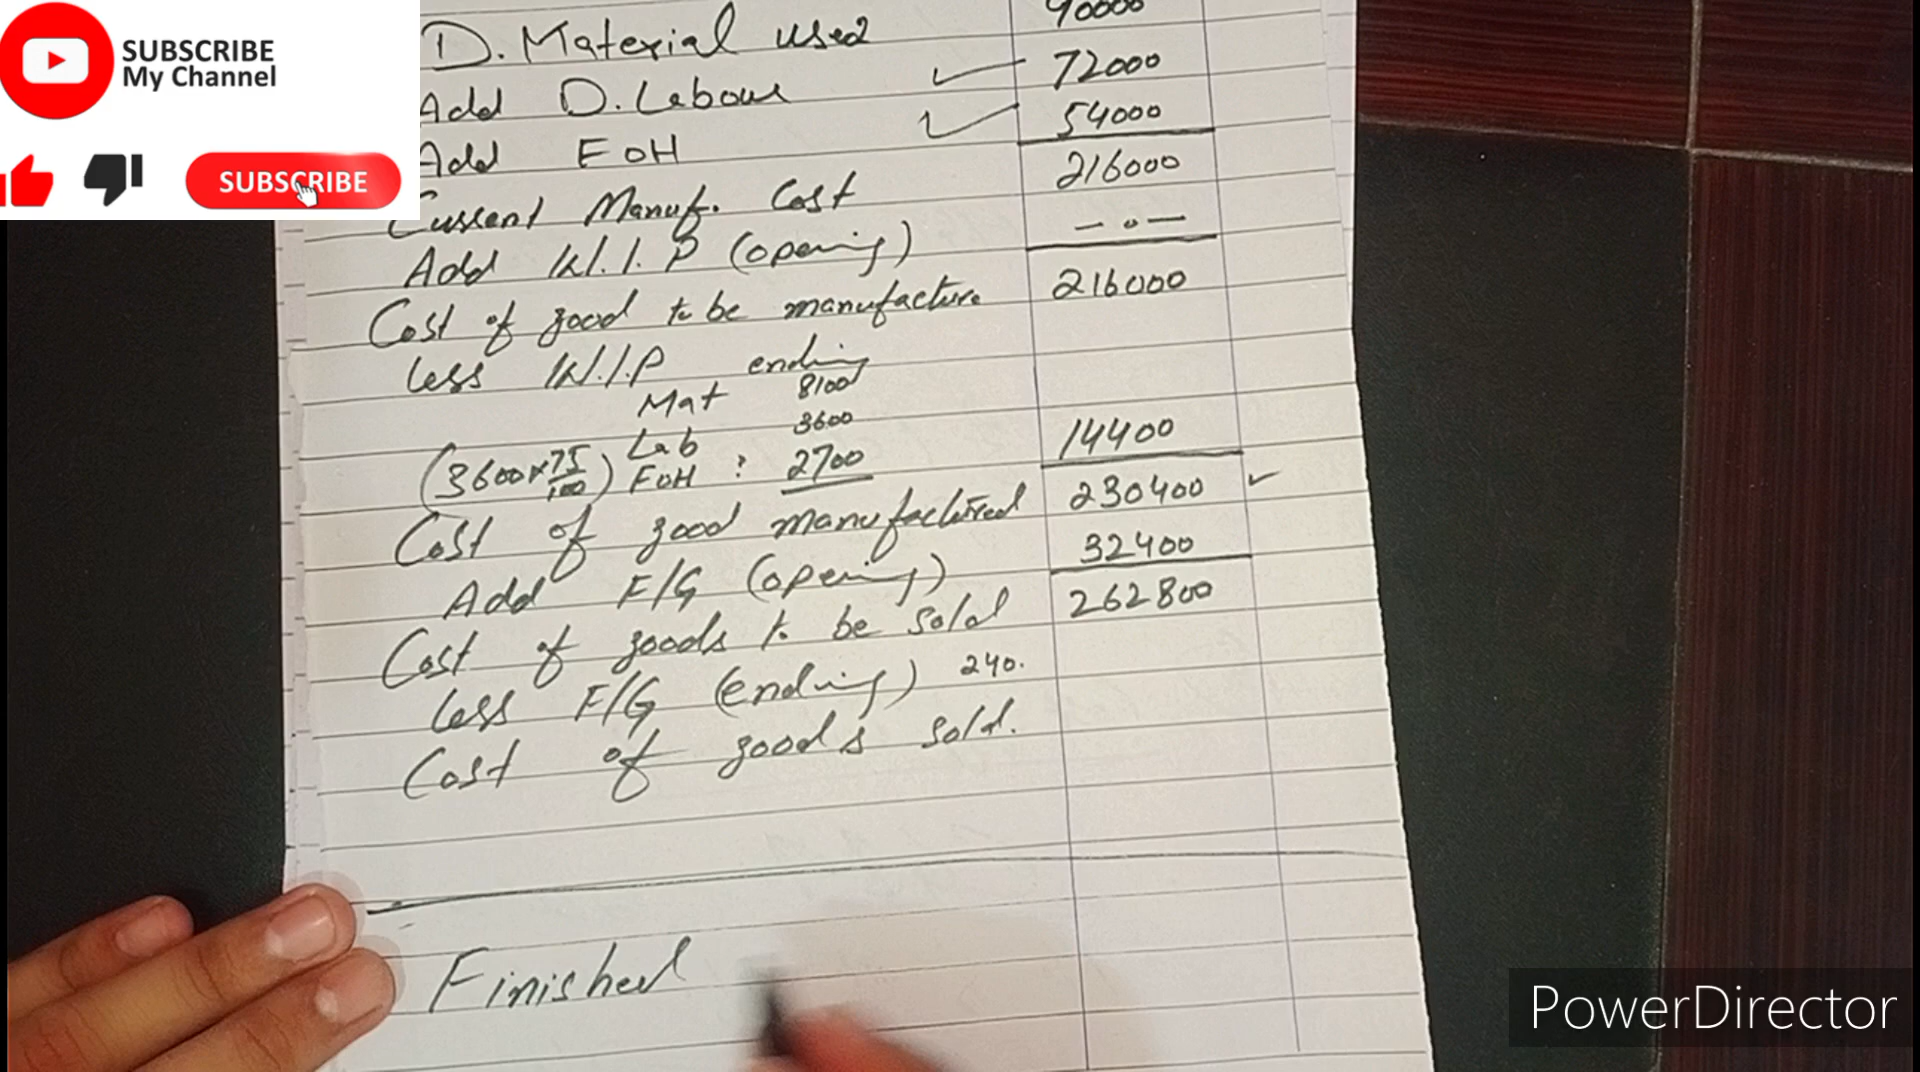 SUBSCRIBE
My Channel
SUBSCRIBE
D. Material used 90000
Add D. Labour 72000
Add FOH 54000
Current Manuf. Cost 216000
Add W.I.P (opening) — 0 —
Cost of good to be manufacture 216000
less W.I.P ending
Mat 8100
Lab 3600 14400
(3600×75/100) FOH : 2700
Cost of good manufactured 230400
Add F/G (opening) 32400
Cost of goods to be sold 262800
less F/G (ending) 240.
Cost of goods sold.
Finished
PowerDirector